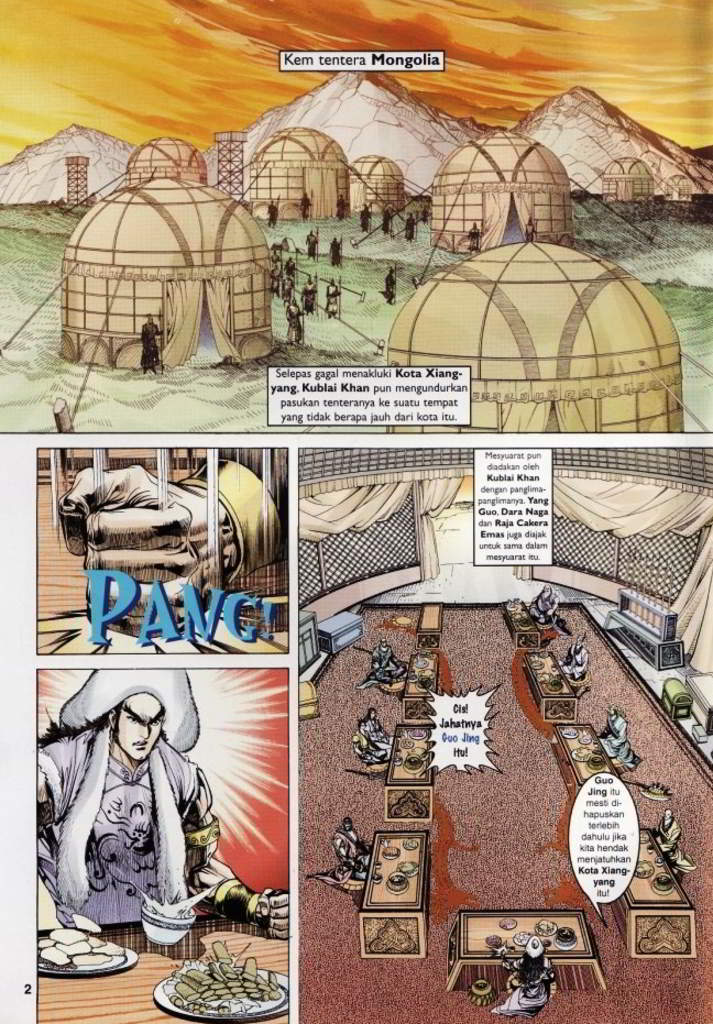 Kem tentera Mongolia
Selepas gagal menakluki Kota Xiang-
yang, Kublai Khan pun mengundurkan
pasukan tenteranya ke suatu tempat
yang tidak berapa jauh dari kota itu.
PANG!
Mesyuarat pun
diadakan oleh
Kublai Khan
dengan panglima-
panglimanya. Yang
Guo, Dara Naga
dan Raja Cakera
Emas juga diajak
untuk sama dalam
mesyuarat itu.
Cis!
Jahatnya
Guo Jing
itu!
Guo
Jing itu
mesti di-
hapuskan
terlebih
dahulu jika
kita hendak
menjatuhkan
Kota Xiang-
yang
itu!
2